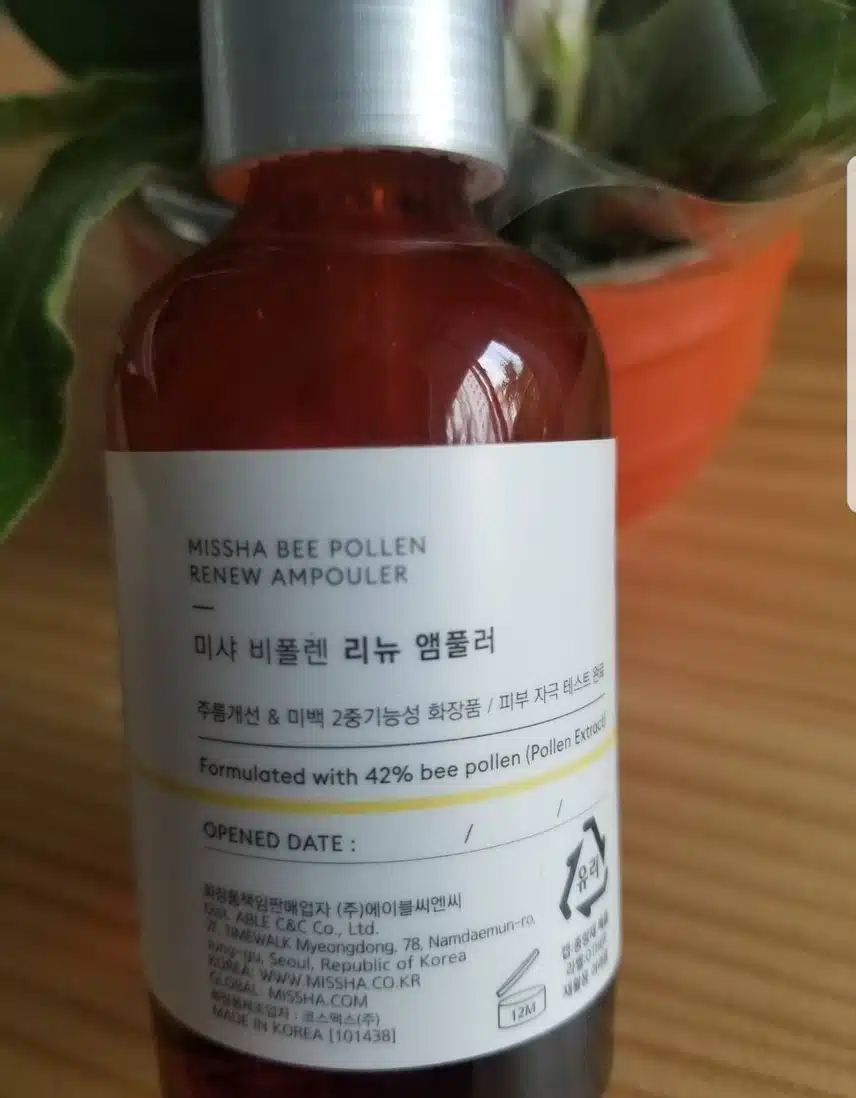 MISSHA BEE POLLEN
RENEW AMPOULER
미샤 비폴렌 리뉴 앰풀러
주름개선 & 미백 2중기능성 화장품 / 피부 자극 테스트 완료
Formulated with 42% bee pollen (Pollen Extract)
OPENED DATE : / /
화장품책임판매업자 (주)에이블씨엔씨
Dist. ABLE C&C Co., Ltd.
TIMEWALK Myeongdong, 78, Namdaemun-ro,
Jung-gu, Seoul, Republic of Korea
KOREA: WWW.MISSHA.CO.KR
GLOBAL MISSHA.COM
화장품제조업자 : 코스맥스(주)
MADE IN KOREA [101438]
12M
유리